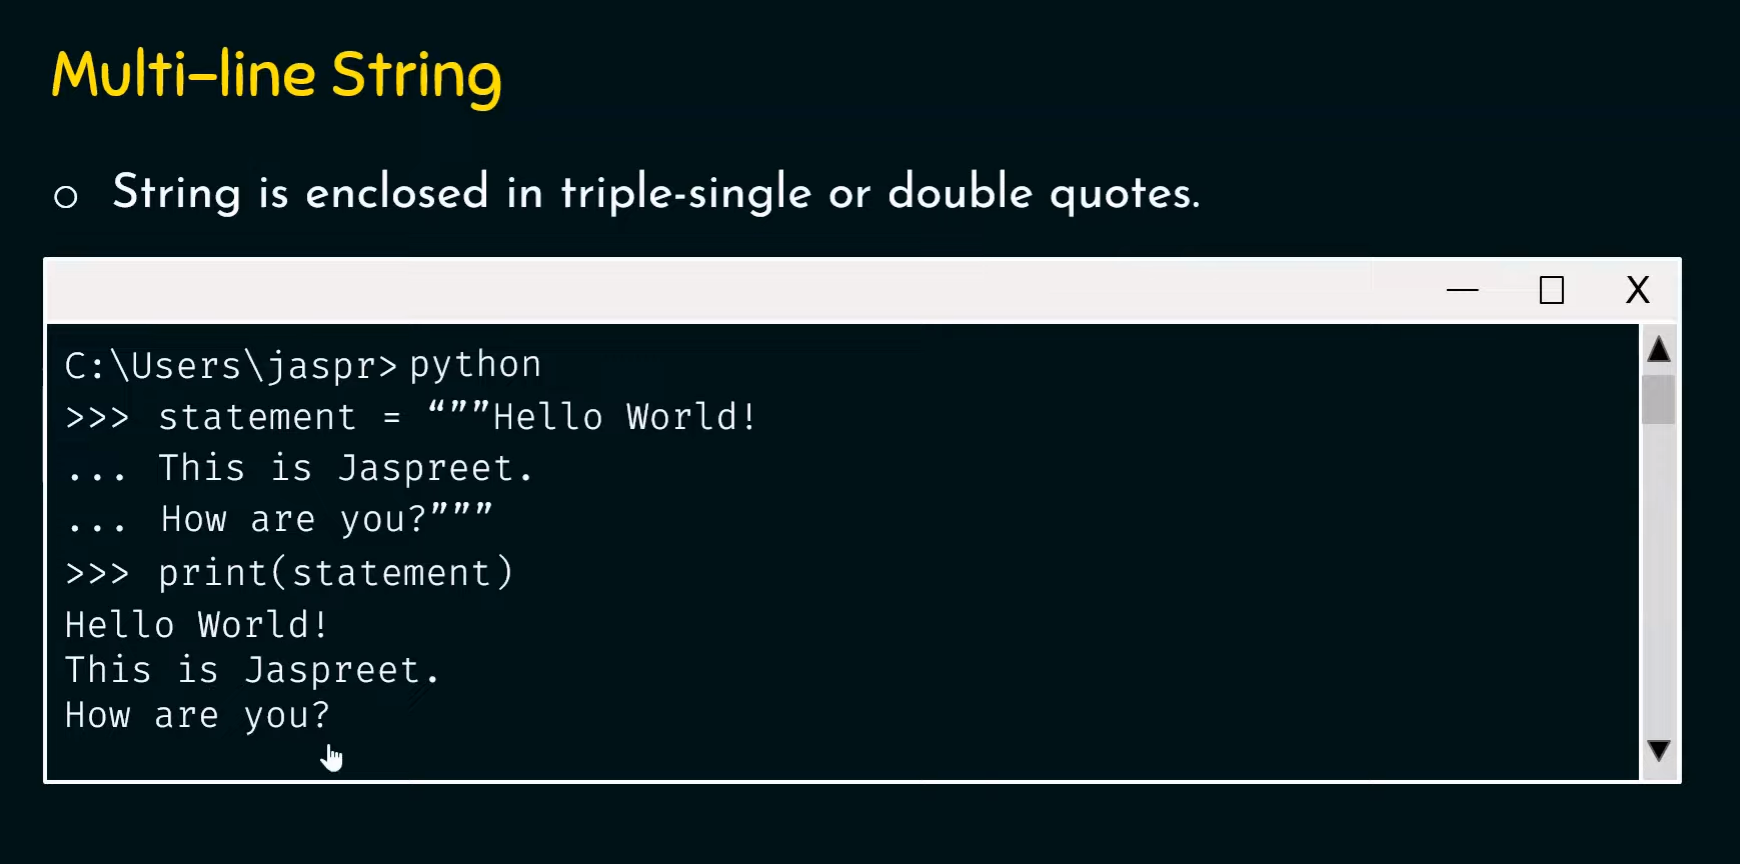 Multi-line String
○ String is enclosed in triple-single or double quotes.
X
C:\Users\jaspr> python
>>> statement = “””Hello World!
... This is Jaspreet.
... How are you?”””
>>> print(statement)
Hello World!
This is Jaspreet.
How are you?